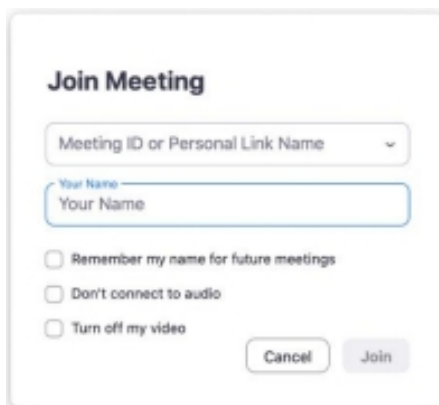 Join Meeting
Meeting ID or Personal Link Name
Your Name
Your Name
Remember my name for future meetings
Don't connect to audio
Turn off my video
Cancel Join